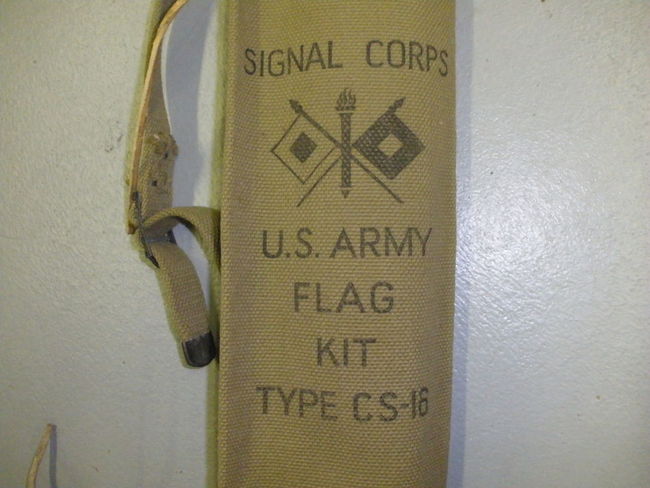 SIGNAL CORPS
U.S. ARMY
FLAG
KIT
TYPE CS-16